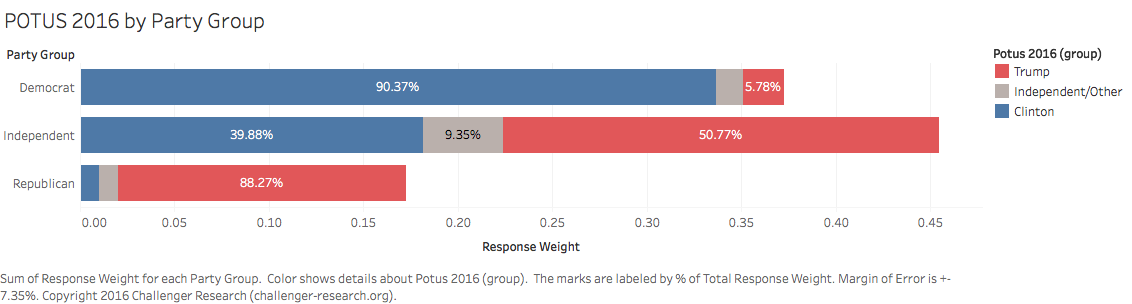 POTUS 2016 by Party Group
Party Group
Democrat
90.37%
5.78%
Independent
39.88%
9.35%
50.77%
Republican
88.27%
0.00 0.05 0.10 0.15 0.20 0.25 0.30 0.35 0.40 0.45
Response Weight
Potus 2016 (group)
Trump
Independent/Other
Clinton
Sum of Response Weight for each Party Group.  Color shows details about Potus 2016 (group).  The marks are labeled by % of Total Response Weight. Margin of Error is +-
7.35%. Copyright 2016 Challenger Research (challenger-research.org).